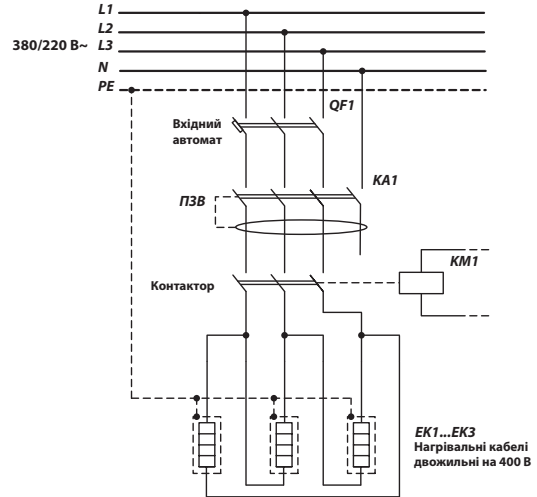 L1
L2
380/220 В~ L3
N
PE
QF1
Вхідний
автомат
KA1
ПЗВ
KM1
Контактор
EK1...EK3
Нагрівальні кабелі
двожильні на 400 В